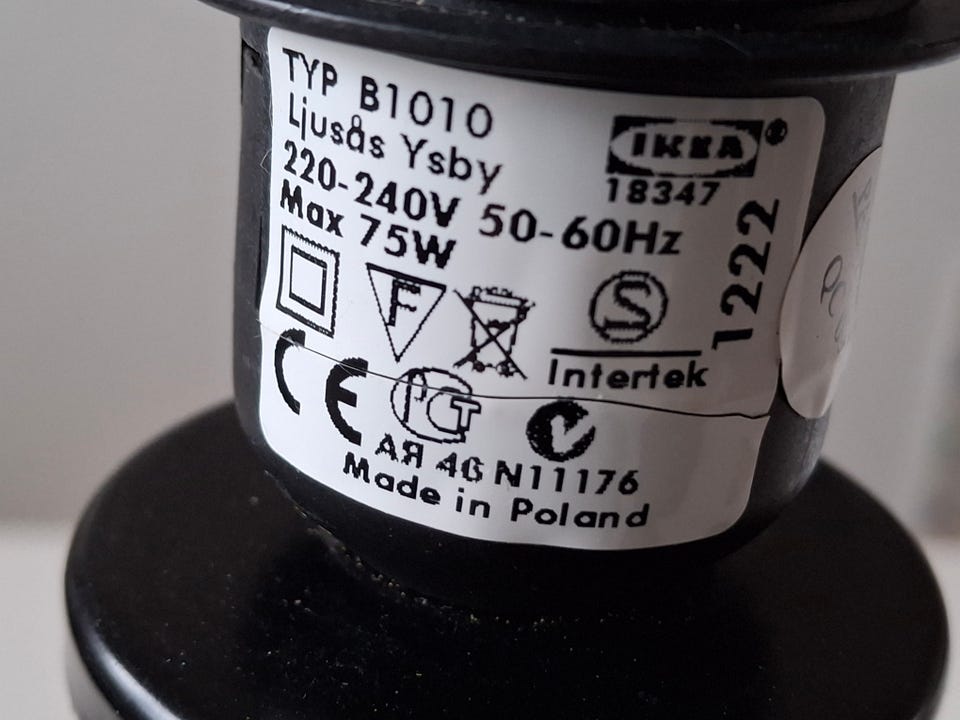 TYP B1010
Ljusås Ysby
220-240V 50-60Hz
Max 75W
IKEA®
18347
1222
F
S
Intertek
CE
РСТ
АЯ 46 N11176
Made in Poland